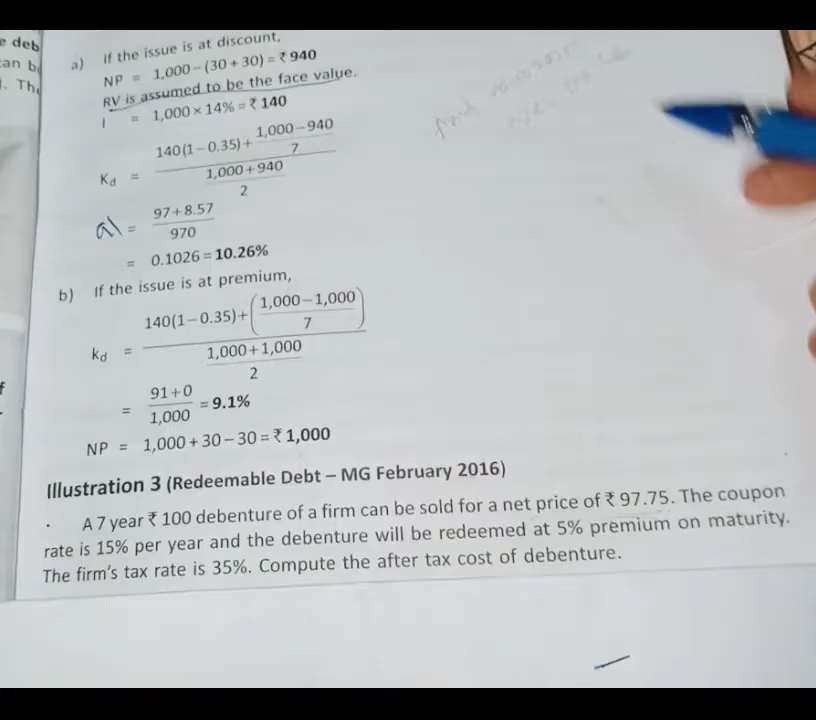 e deb
can b
. Th
a) If the issue is at discount,
NP = 1,000 – (30 + 30) = ₹ 940
RV is assumed to be the face value.
I = 1,000 × 14% = ₹ 140
Kd = 140(1 – 0.35) + 1,000 – 940 / 7
1,000 + 940 / 2
a) = 97 + 8.57 / 970
= 0.1026 = 10.26%
b) If the issue is at premium,
kd = 140(1 – 0.35) + (1,000 – 1,000 / 7)
1,000 + 1,000 / 2
= 91 + 0 / 1,000 = 9.1%
NP = 1,000 + 30 – 30 = ₹ 1,000
Illustration 3 (Redeemable Debt – MG February 2016)
A 7 year ₹ 100 debenture of a firm can be sold for a net price of ₹ 97.75. The coupon
rate is 15% per year and the debenture will be redeemed at 5% premium on maturity.
The firm's tax rate is 35%. Compute the after tax cost of debenture.